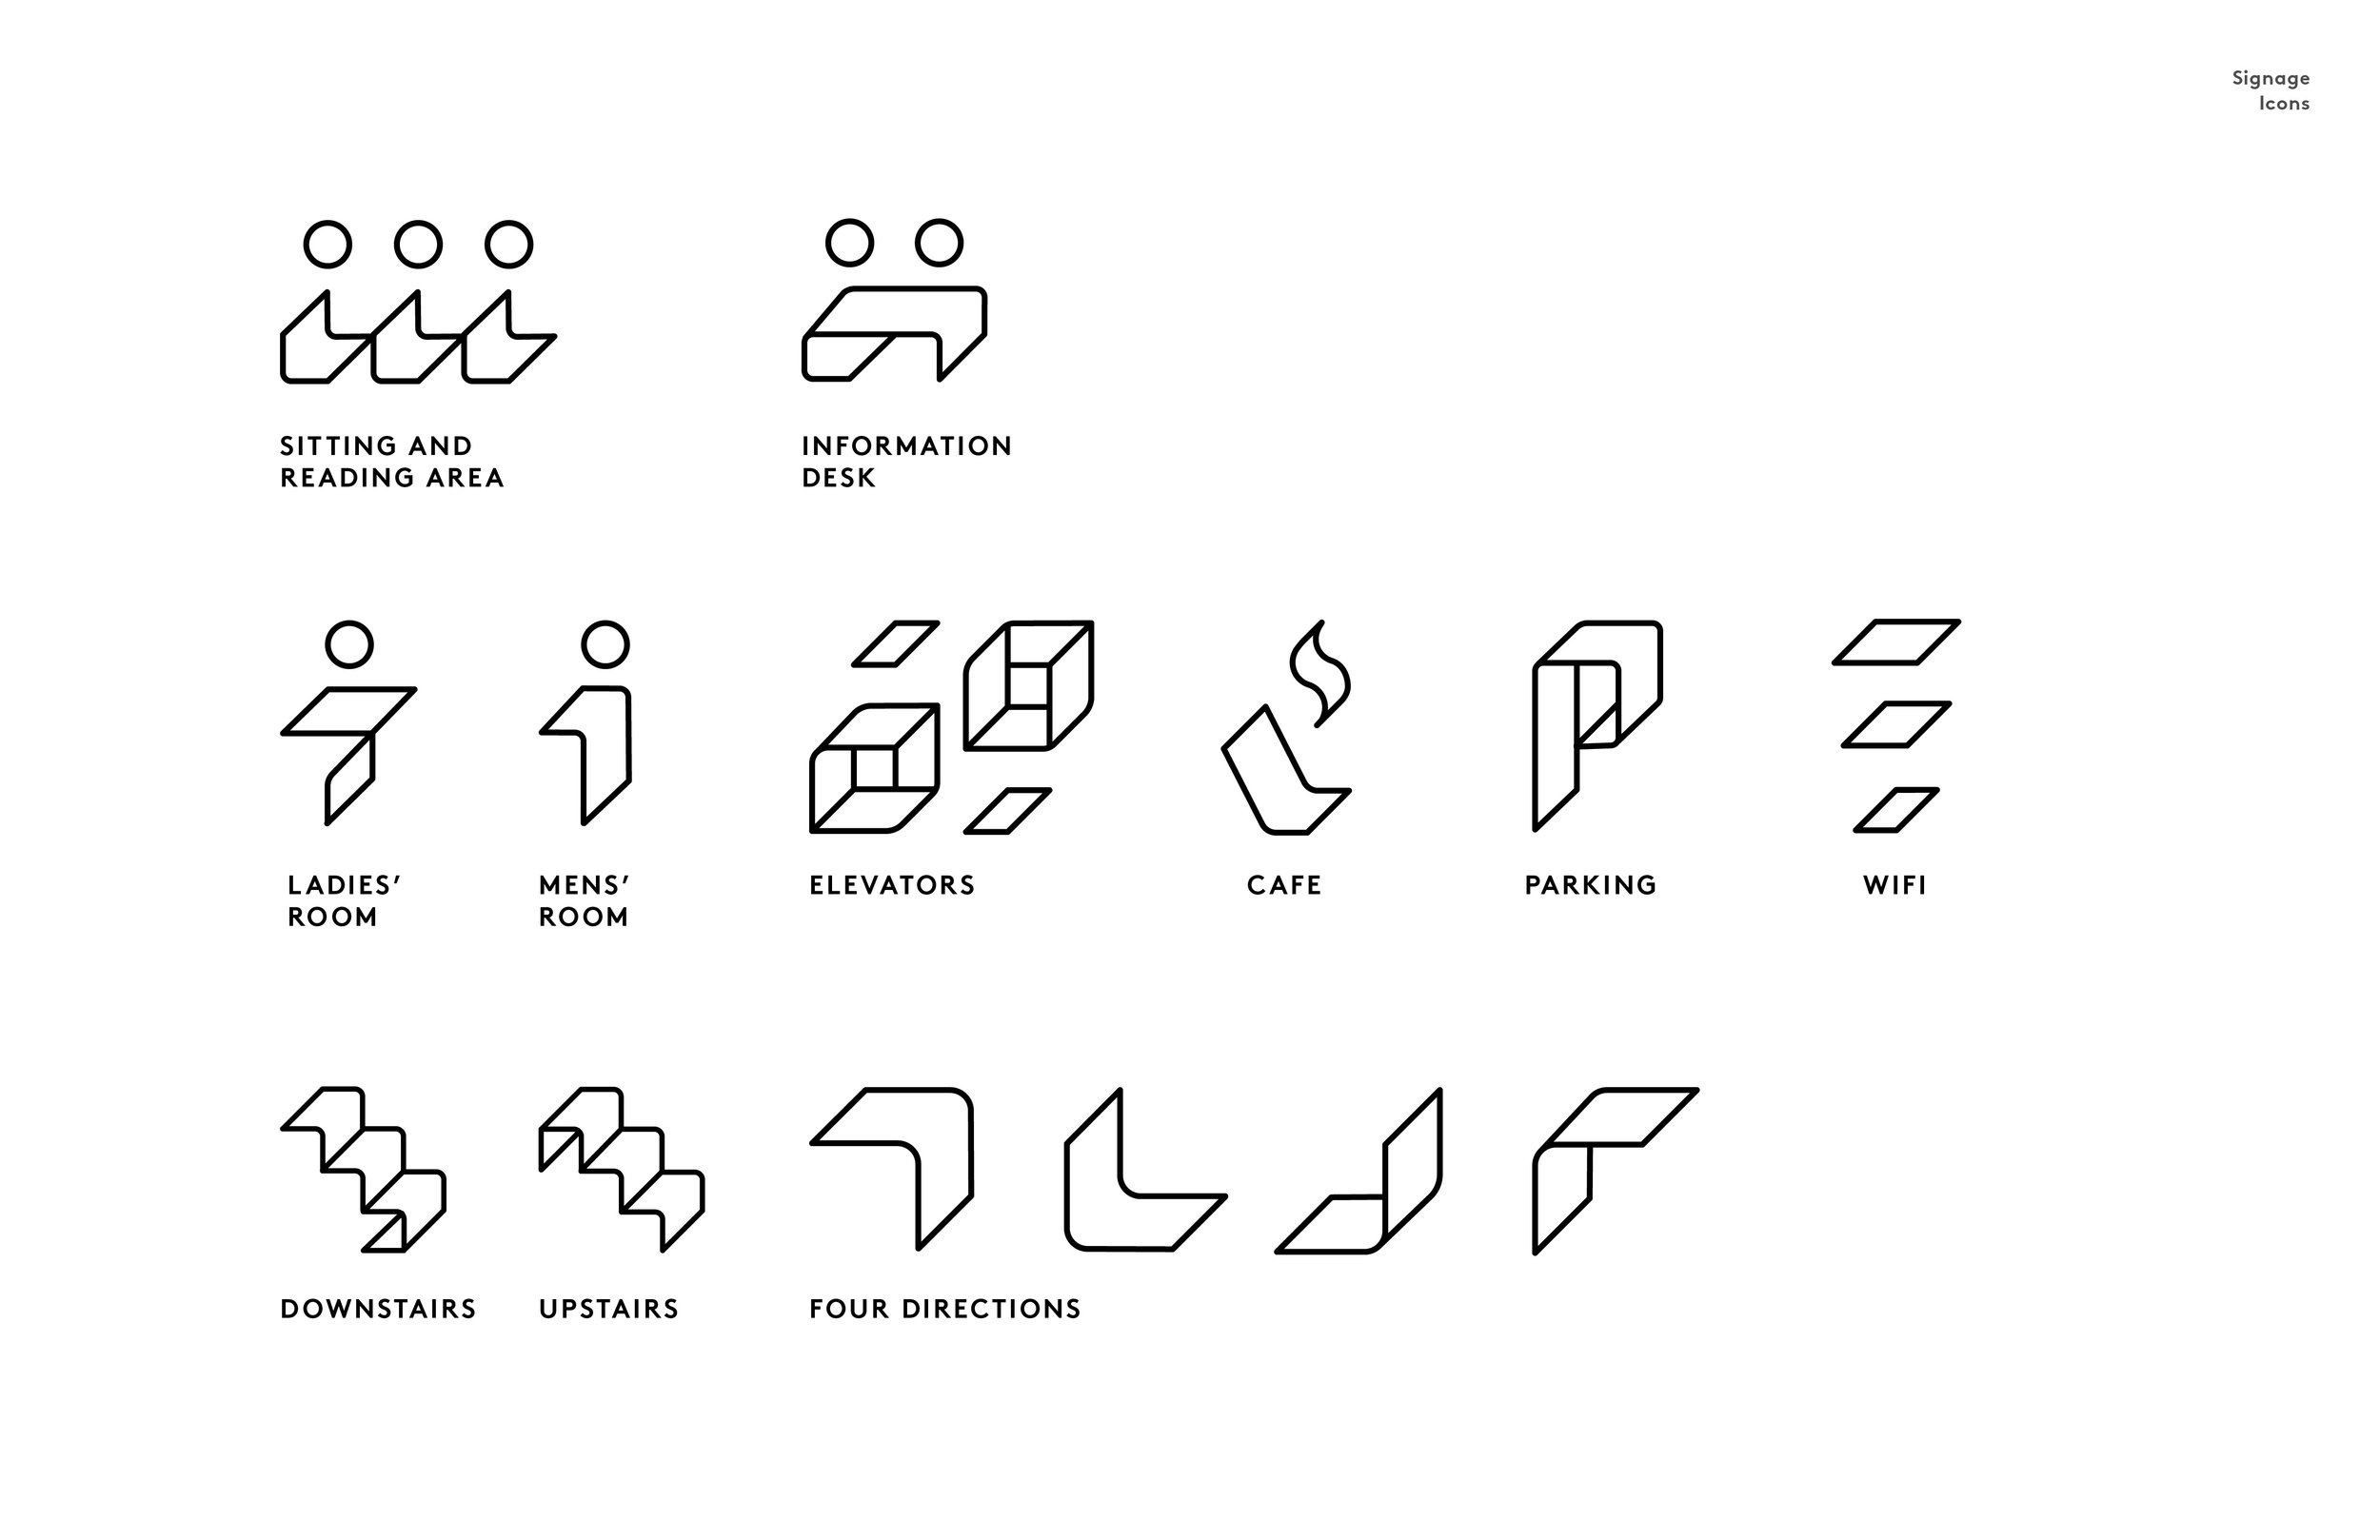 Signage
Icons
SITTING AND
READING AREA
INFORMATION
DESK
LADIES’
ROOM
MENS’
ROOM
ELEVATORS
CAFE
PARKING
WIFI
DOWNSTAIRS
UPSTAIRS
FOUR DIRECTIONS